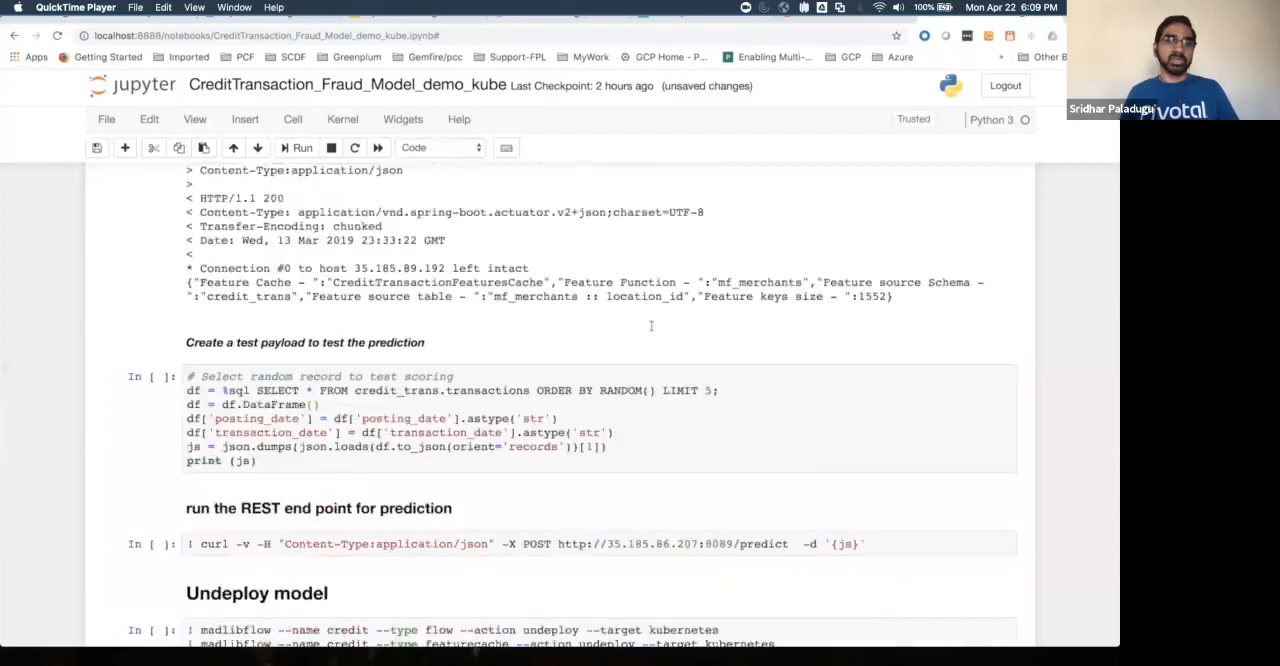 QuickTime Player File Edit View Window Help 100% Mon Apr 22 6:09 PM
localhost:8888/notebooks/CreditTransaction_Fraud_Model_demo_kube.ipynb#
Apps Getting Started Imported PCF SCDF Greenplum Gemfire/pcc Support-FPL MyWork GCP Home - P... Enabling Multi-... GCP Azure » Other B
jupyter CreditTransaction_Fraud_Model_demo_kube Last Checkpoint: 2 hours ago (unsaved changes) Logout
Sridhar Paladugu
votal
File Edit View Insert Cell Kernel Widgets Help Trusted Python 3
Run Code
> Content-Type:application/json
>
< HTTP/1.1 200
< Content-Type: application/vnd.spring-boot.actuator.v2+json;charset=UTF-8
< Transfer-Encoding: chunked
< Date: Wed, 13 Mar 2019 23:33:22 GMT
<
* Connection #0 to host 35.185.89.192 left intact
{"Feature Cache - ":"CreditTransactionFeaturesCache","Feature Function - ":"mf_merchants","Feature source Schema -
":"credit_trans","Feature source table - ":"mf_merchants :: location_id","Feature keys size - ":1552}
Create a test payload to test the prediction
In [ ]: # Select random record to test scoring
df = %sql SELECT * FROM credit_trans.transactions ORDER BY RANDOM() LIMIT 5;
df = df.DataFrame()
df['posting_date'] = df['posting_date'].astype('str')
df['transaction_date'] = df['transaction_date'].astype('str')
js = json.dumps(json.loads(df.to_json(orient='records'))[1])
print (js)
run the REST end point for prediction
In [ ]: ! curl -v -H "Content-Type:application/json" -X POST http://35.185.86.207:8089/predict -d '{js}'
Undeploy model
In [ ]: ! madlibflow --name credit --type flow --action undeploy --target kubernetes
! madlibflow --name credit --type featurecache --action undeploy --target kubernetes